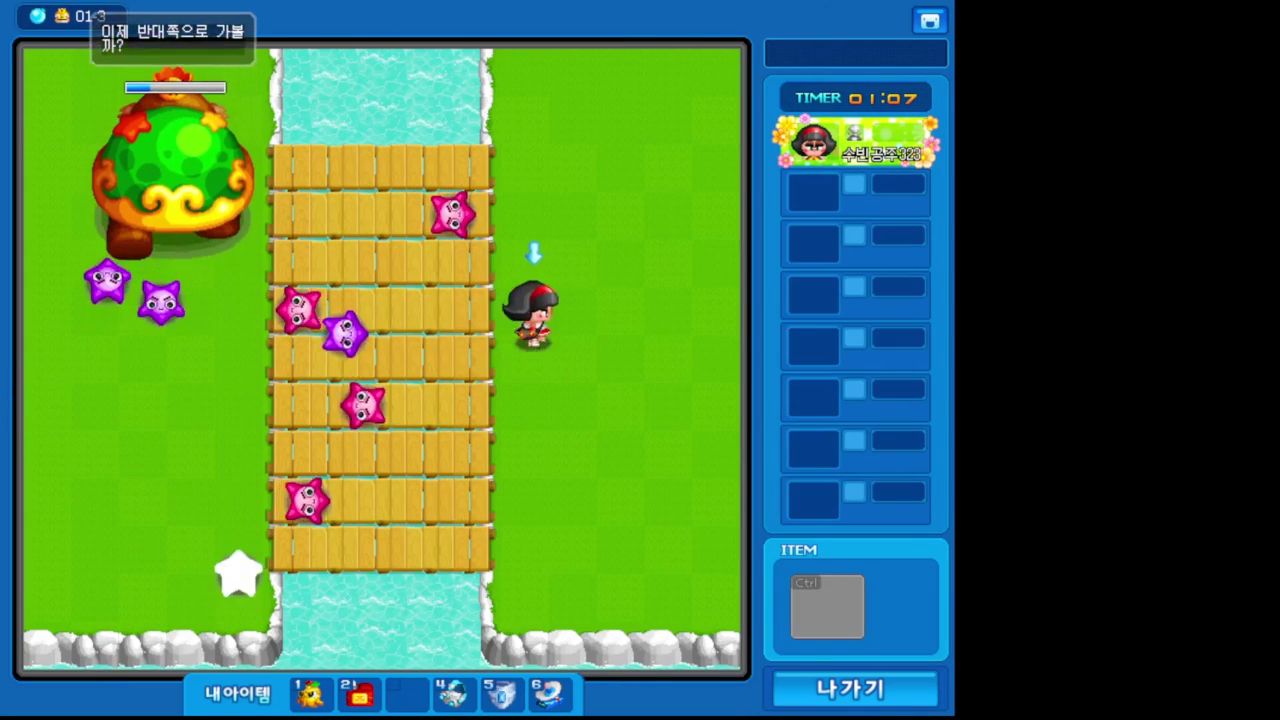 01-3
이제 반대쪽으로 가볼
까?
TIMER 01:07
수빈공주323
ITEM
Ctrl
내아이템
1
2
4
5
6
나가기